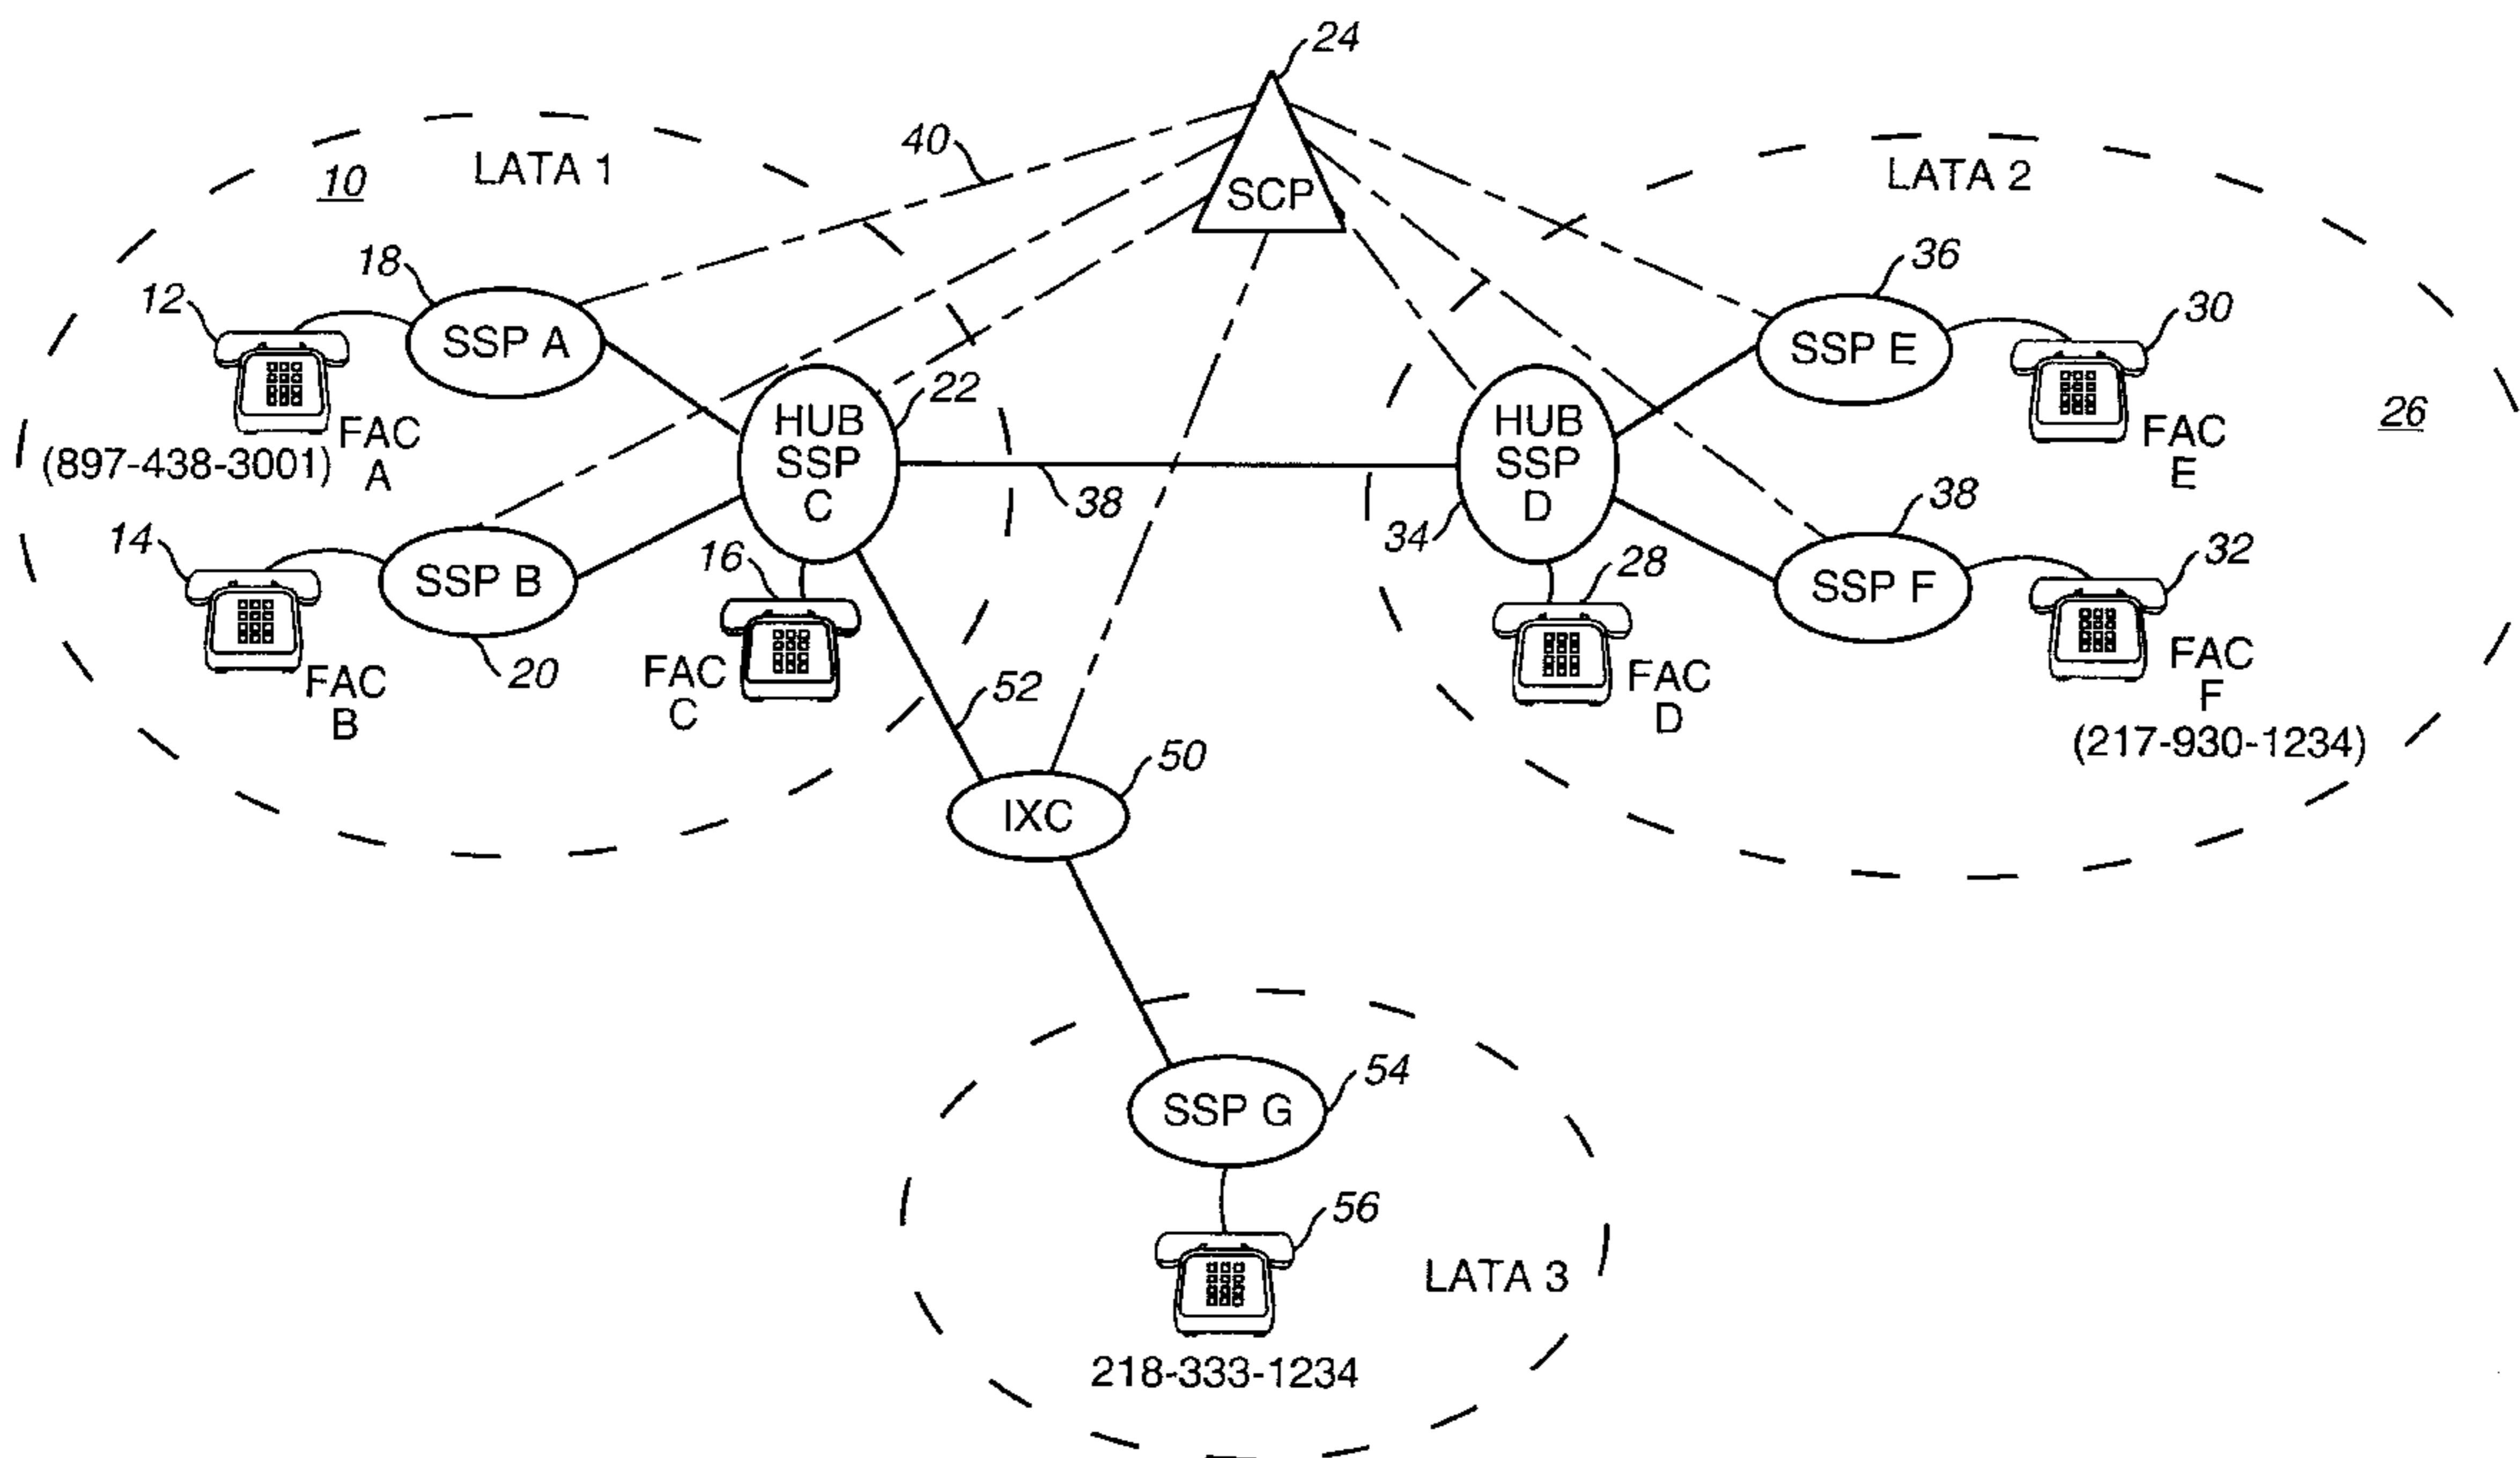 24
40
10
LATA 1
SCP
LATA 2
18
12
SSP A
36
30
SSP E
22
HUB
SSP
C
HUB
SSP
D
26
FAC
A
(897-438-3001)
FAC
E
38
34
38
14
SSP B
16
28
SSP F
32
20
FAC
B
FAC
C
52
FAC
D
FAC
F
(217-930-1234)
50
IXC
54
SSP G
56
LATA 3
218-333-1234